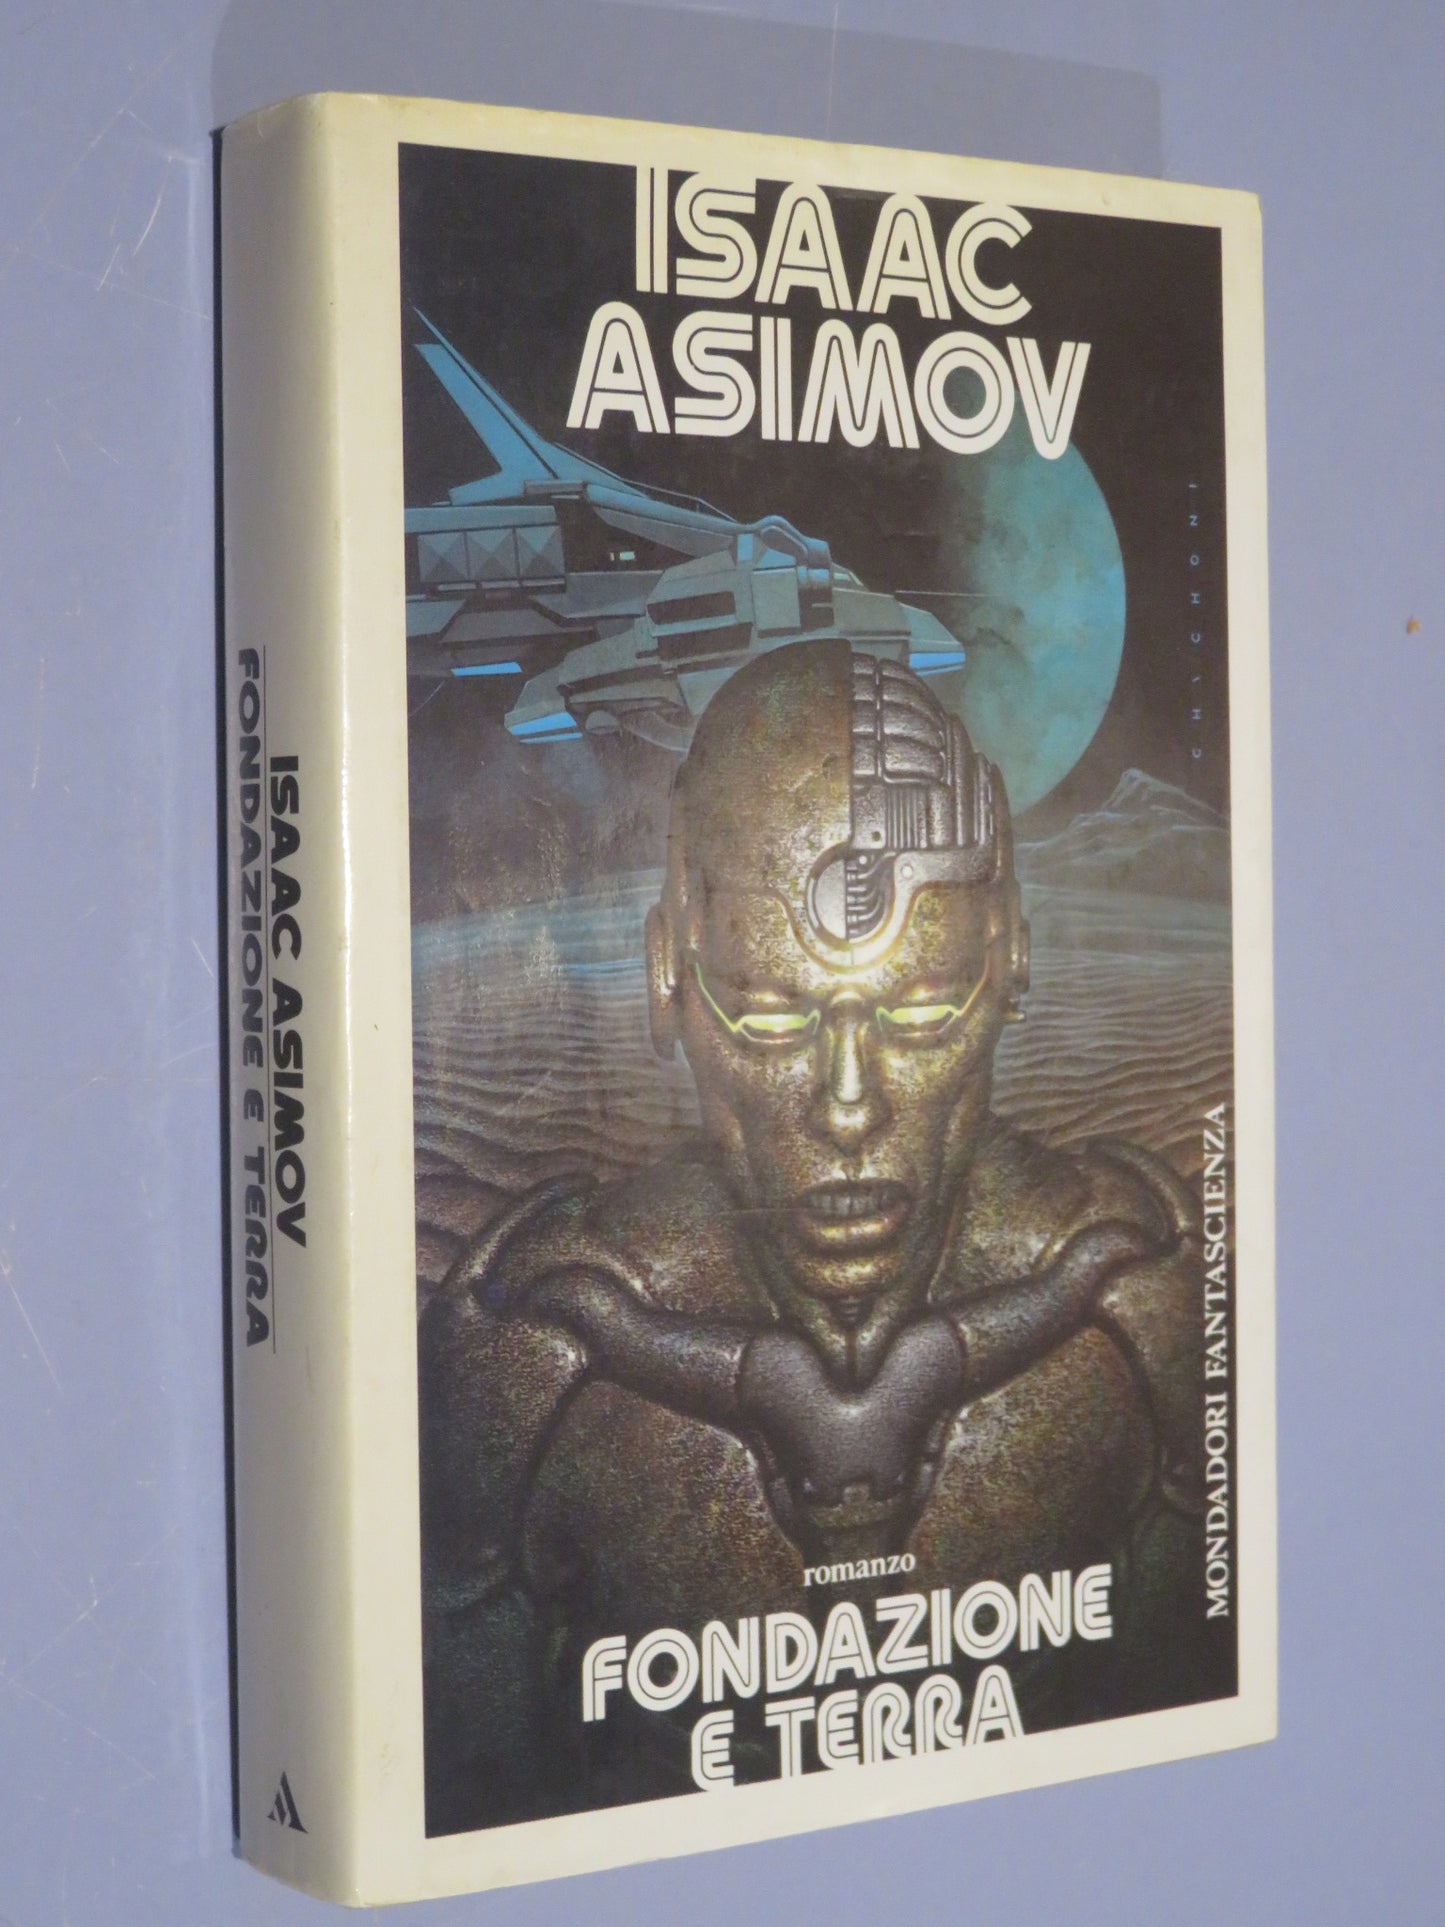 ISAAC
ASIMOV
CHICHONI
MONDADORI FANTASCIENZA
romanzo
FONDAZIONE
E TERRA
ISAAC ASIMOV
FONDAZIONE E TERRA